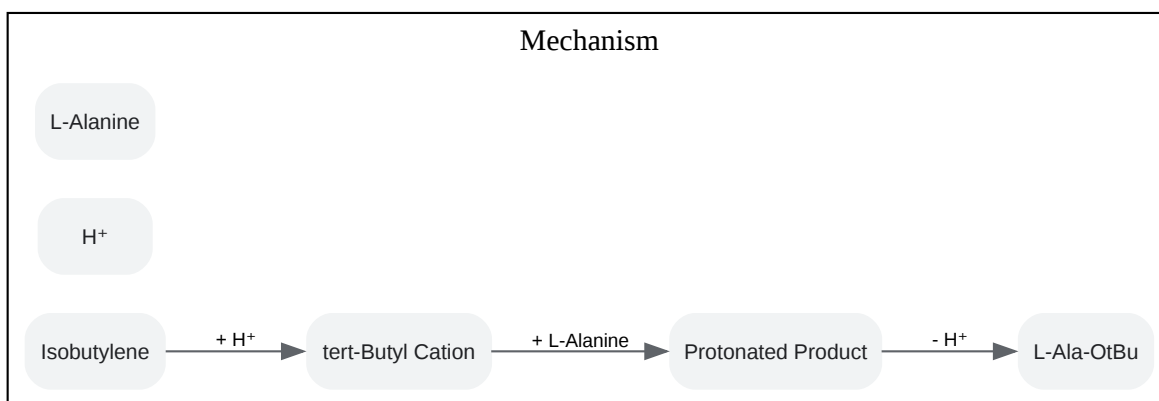 Mechanism
L-Alanine
H⁺
Isobutylene
+ H⁺
tert-Butyl Cation
+ L-Alanine
Protonated Product
- H⁺
L-Ala-OtBu